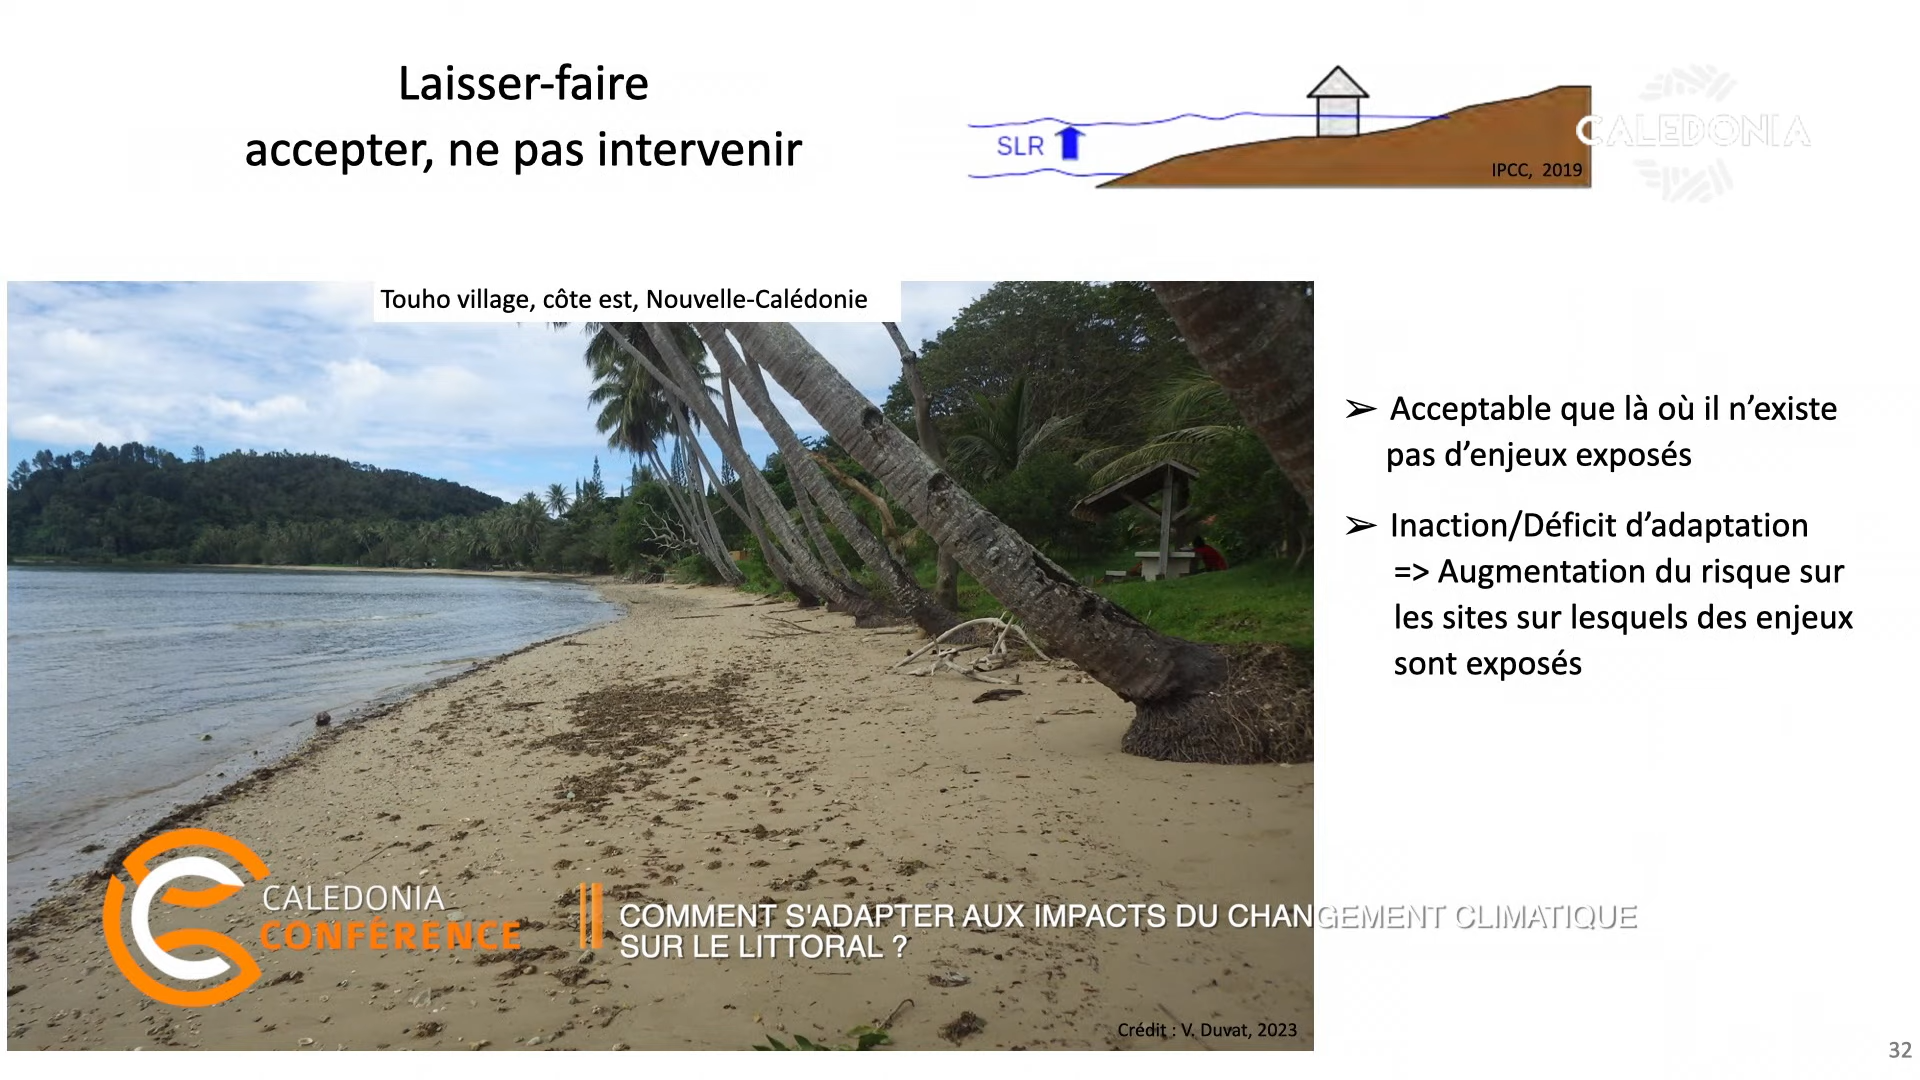 Laisser-faire
accepter, ne pas intervenir
SLR
CALEDONIA
IPCC, 2019
Touho village, côte est, Nouvelle-Calédonie
➢ Acceptable que là où il n’existe
pas d’enjeux exposés
➢ Inaction/Déficit d’adaptation
=> Augmentation du risque sur
les sites sur lesquels des enjeux
sont exposés
CALEDONIA
CONFÉRENCE
COMMENT S'ADAPTER AUX IMPACTS DU CHANGEMENT CLIMATIQUE
SUR LE LITTORAL ?
Crédit : V. Duvat, 2023
32